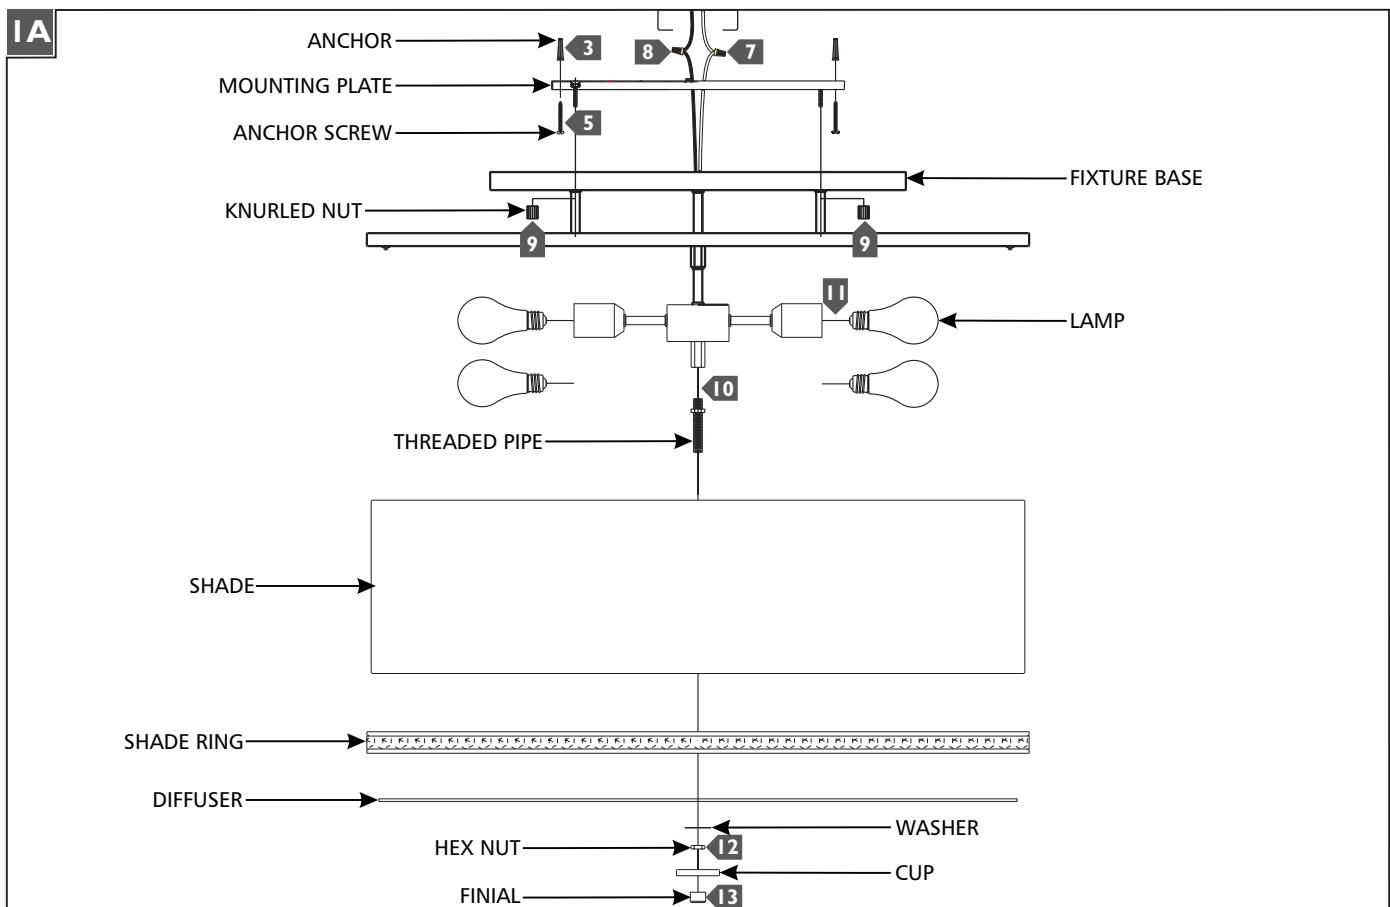 1A
ANCHOR
3
8
7
MOUNTING PLATE
5
ANCHOR SCREW
FIXTURE BASE
KNURLED NUT
9
9
11
LAMP
10
THREADED PIPE
SHADE
SHADE RING
DIFFUSER
WASHER
HEX NUT
12
CUP
FINIAL
13